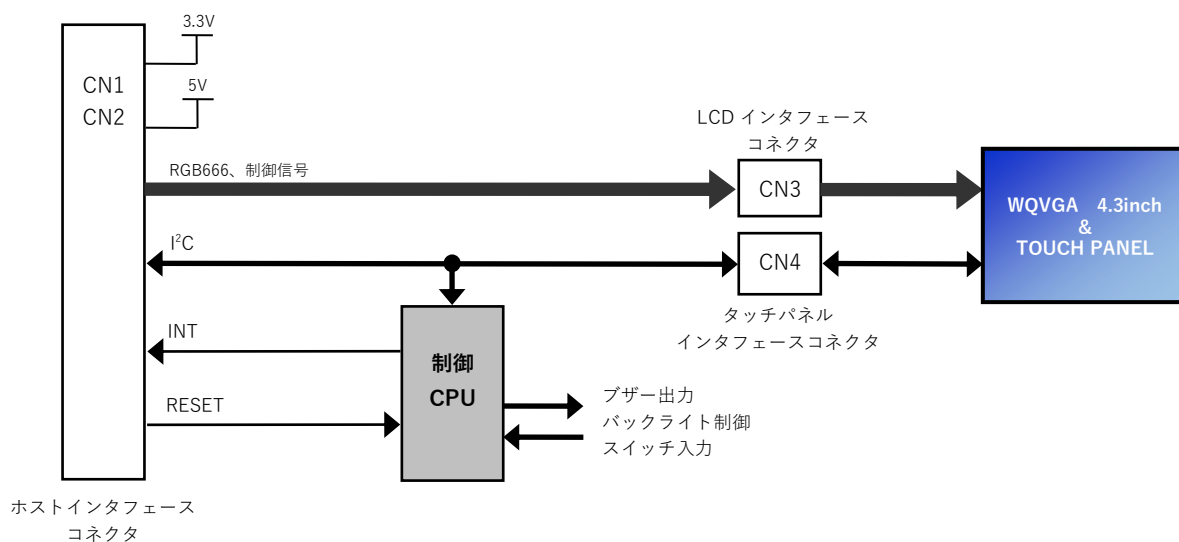 3.3V
CN1
CN2
5V
LCD インタフェース
コネクタ
RGB666、制御信号
CN3
WQVGA　4.3inch
&
TOUCH PANEL
I²C
CN4
タッチパネル
インタフェースコネクタ
INT
制御
CPU
RESET
ブザー出力
バックライト制御
スイッチ入力
ホストインタフェース
コネクタ